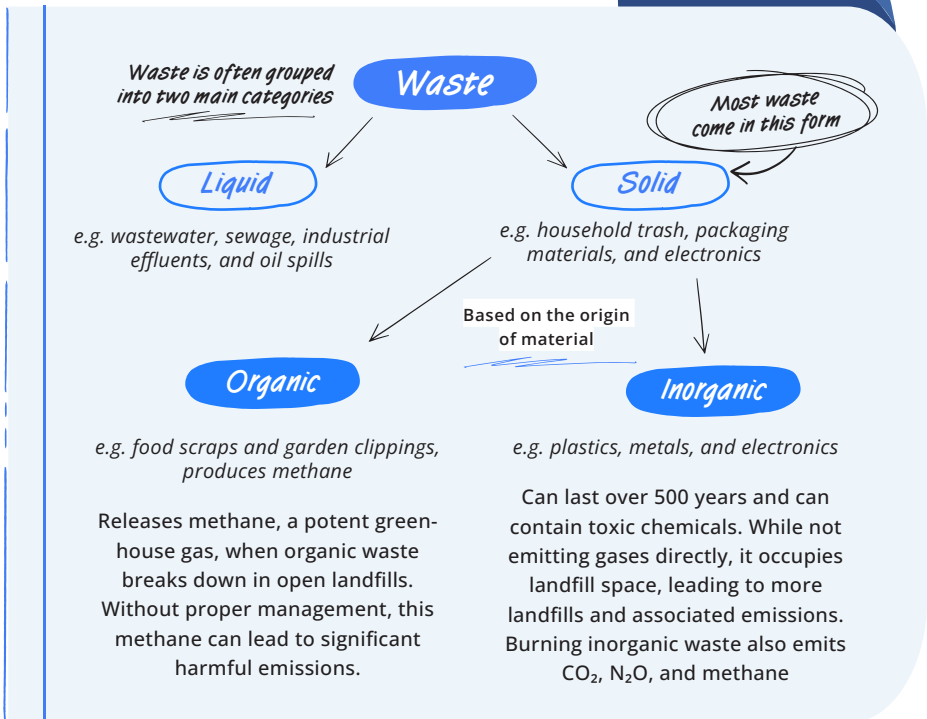 Waste is often grouped
into two main categories
Waste
Most waste
come in this form
Liquid
Solid
e.g. wastewater, sewage, industrial
effluents, and oil spills
e.g. household trash, packaging
materials, and electronics
Based on the origin
of material
Organic
Inorganic
e.g. food scraps and garden clippings,
produces methane
Releases methane, a potent green-
house gas, when organic waste
breaks down in open landfills.
Without proper management, this
methane can lead to significant
harmful emissions.
e.g. plastics, metals, and electronics
Can last over 500 years and can
contain toxic chemicals. While not
emitting gases directly, it occupies
landfill space, leading to more
landfills and associated emissions.
Burning inorganic waste also emits
CO₂, N₂O, and methane